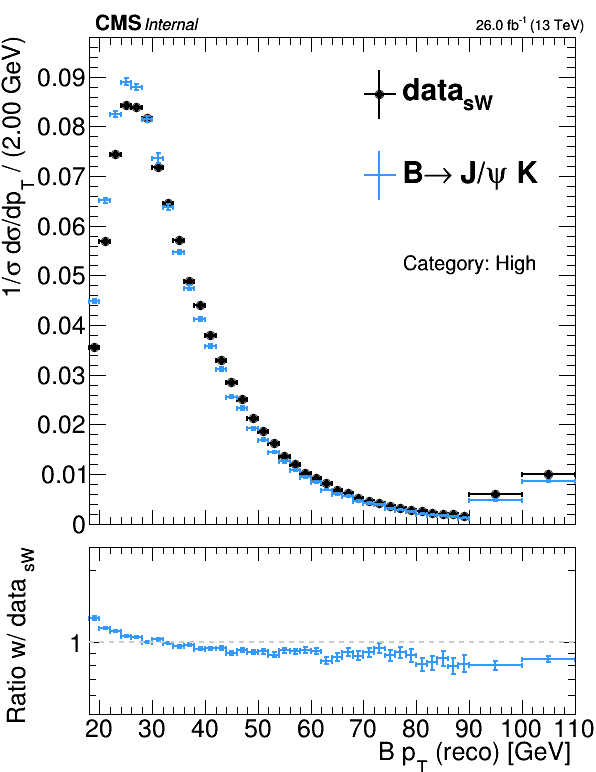 CMS Internal
26.0 fb⁻¹ (13 TeV)
1/σ dσ/dp_T / (2.00 GeV)
0.09
0.08
0.07
0.06
0.05
0.04
0.03
0.02
0.01
0
data_sW
B→ J/ψ K
Category: High
Ratio w/ data_sW
1
20 30 40 50 60 70 80 90 100 110
B p_T (reco) [GeV]